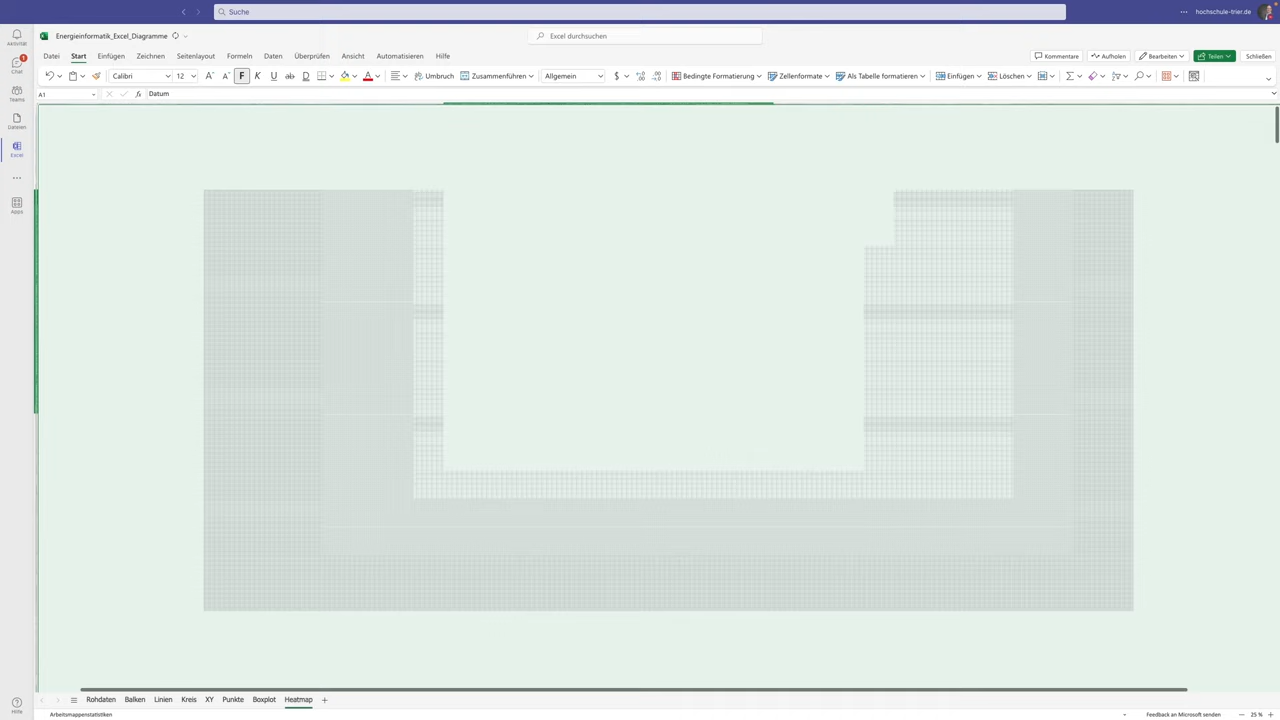 Suche
hochschule-trier.de
Energieinformatik_Excel_Diagramme
Excel durchsuchen
Datei Start Einfügen Zeichnen Seitenlayout Formeln Daten Überprüfen Ansicht Automatisieren Hilfe
Kommentare Aufholen Bearbeiten Teilen Schließen
Calibri 12 F K U ab D Umbruch Zusammenführen Allgemein $ Bedingte Formatierung Zellenformate Als Tabelle formatieren Einfügen Löschen
A1 fx Datum
Aktivität
Chat
Teams
Dateien
Excel
Apps
Hilfe
Rohdaten Balken Linien Kreis XY Punkte Boxplot Heatmap
Arbeitsmappenstatistiken
Feedback an Microsoft senden
25 %